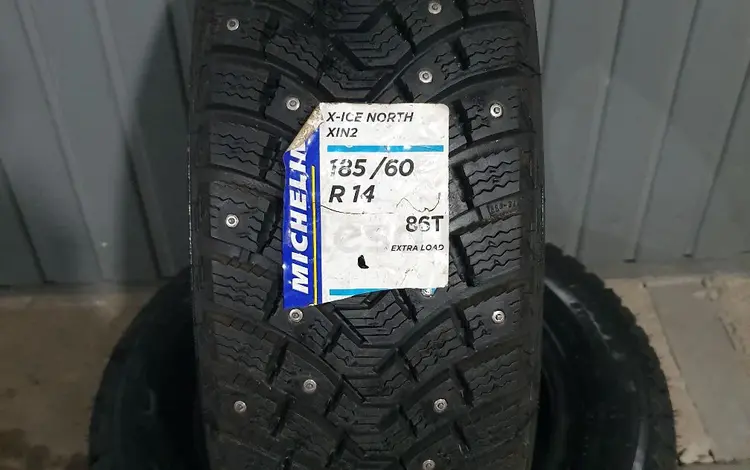 X-ICE NORTH
XIN2
185/60
R 14
86T
EXTRA LOAD
MICHELIN